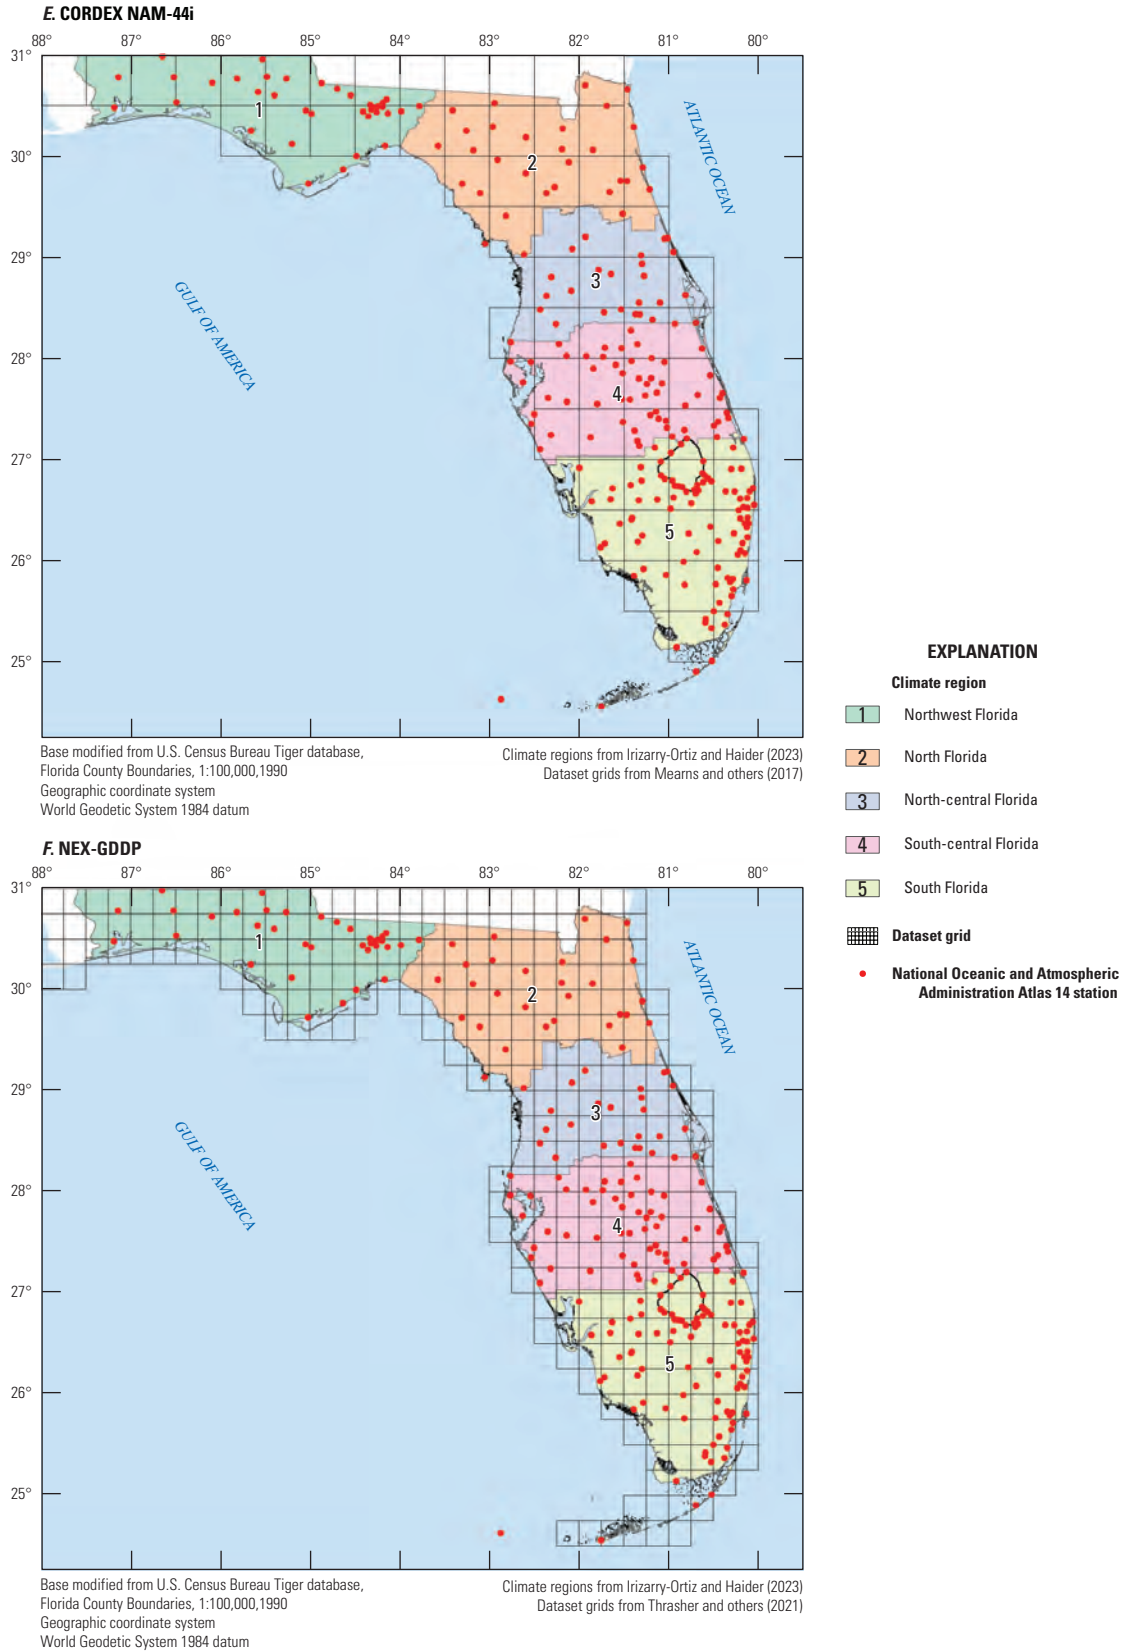 E. CORDEX NAM-44i
88° 87° 86° 85° 84° 83° 82° 81° 80°
31°
30°
29°
28°
27°
26°
25°
1
2
3
4
5
ATLANTIC OCEAN
GULF OF AMERICA
Base modified from U.S. Census Bureau Tiger database,
Florida County Boundaries, 1:100,000,1990
Geographic coordinate system
World Geodetic System 1984 datum
Climate regions from Irizarry-Ortiz and Haider (2023)
Dataset grids from Mearns and others (2017)
EXPLANATION
Climate region
1 Northwest Florida
2 North Florida
3 North-central Florida
4 South-central Florida
5 South Florida
Dataset grid
National Oceanic and Atmospheric
Administration Atlas 14 station
F. NEX-GDDP
88° 87° 86° 85° 84° 83° 82° 81° 80°
31°
30°
29°
28°
27°
26°
25°
1
2
3
4
5
ATLANTIC OCEAN
GULF OF AMERICA
Base modified from U.S. Census Bureau Tiger database,
Florida County Boundaries, 1:100,000,1990
Geographic coordinate system
World Geodetic System 1984 datum
Climate regions from Irizarry-Ortiz and Haider (2023)
Dataset grids from Thrasher and others (2021)